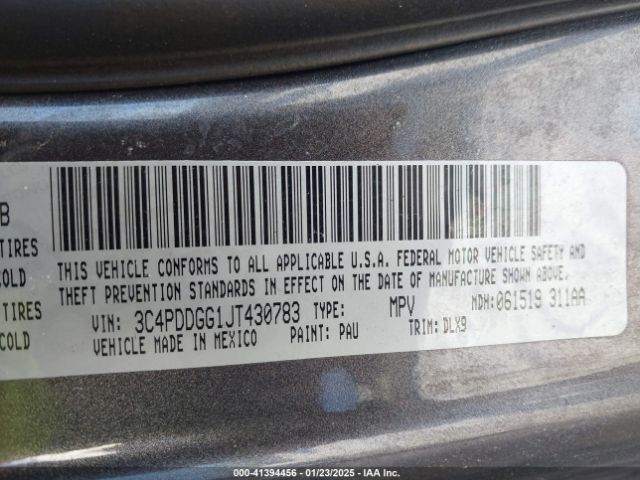 B
TIRES
COLD
TIRES
COLD
THIS VEHICLE CONFORMS TO ALL APPLICABLE U.S.A. FEDERAL MOTOR VEHICLE SAFETY AND
THEFT PREVENTION STANDARDS IN EFFECT ON THE DATE OF MANUFACTURE SHOWN ABOVE.
VIN: 3C4PDDGG1JT430783 TYPE: MPV MDH: 061519 311AA
VEHICLE MADE IN MEXICO PAINT: PAU TRIM: DLX9
000-41394456 - 01/23/2025 - IAA Inc.